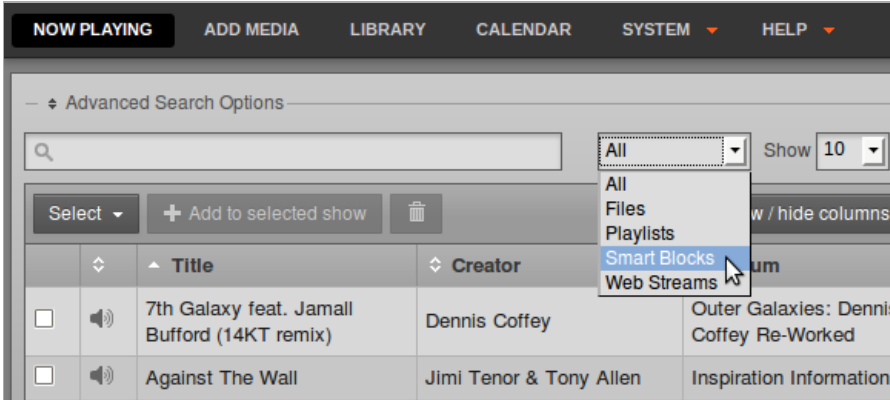 NOW PLAYING ADD MEDIA LIBRARY CALENDAR SYSTEM HELP
Advanced Search Options
All Show 10
All
Files
Playlists
Smart Blocks
Web Streams
Select + Add to selected show / hide columns
Title Creator
7th Galaxy feat. Jamall
Bufford (14KT remix)
Dennis Coffey
Outer Galaxies: Dennis
Coffey Re-Worked
Against The Wall Jimi Tenor & Tony Allen Inspiration Information